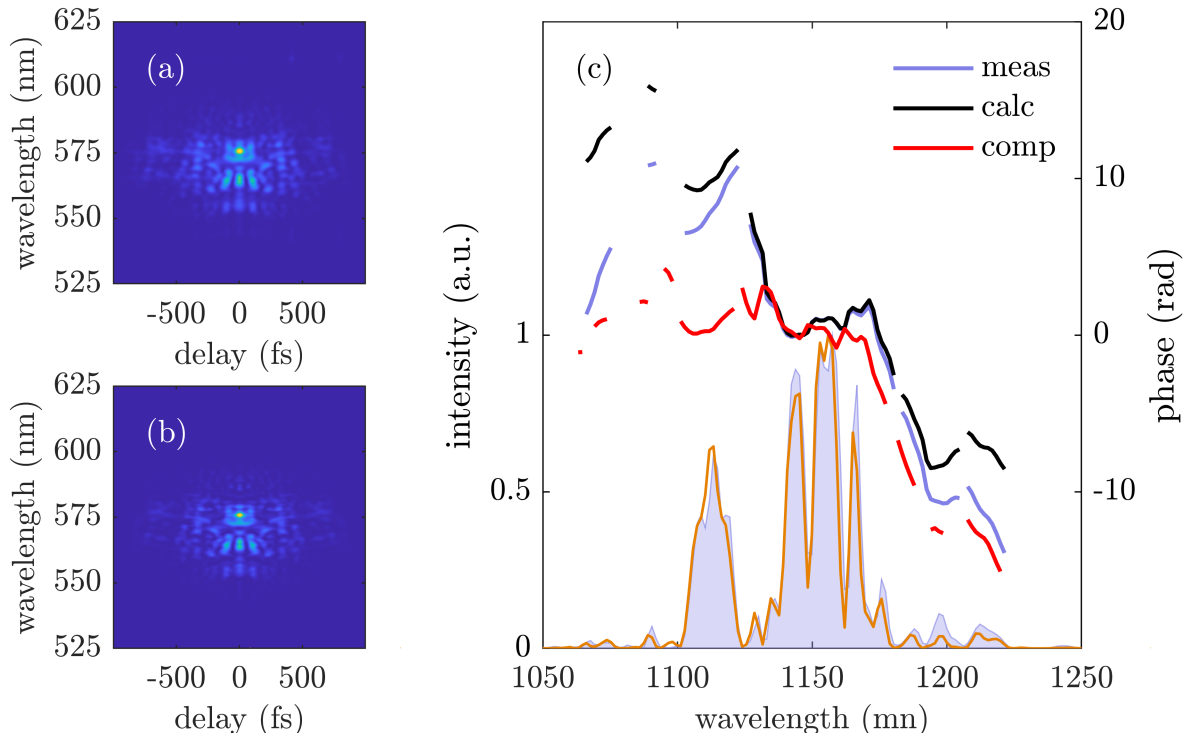 625
600
575
550
525
wavelength (nm)
(a)
-500 0 500
delay (fs)
625
600
575
550
525
wavelength (nm)
(b)
-500 0 500
delay (fs)
(c)
meas
calc
comp
1
0.5
0
intensity (a.u.)
20
10
0
-10
phase (rad)
1050 1100 1150 1200 1250
wavelength (mn)